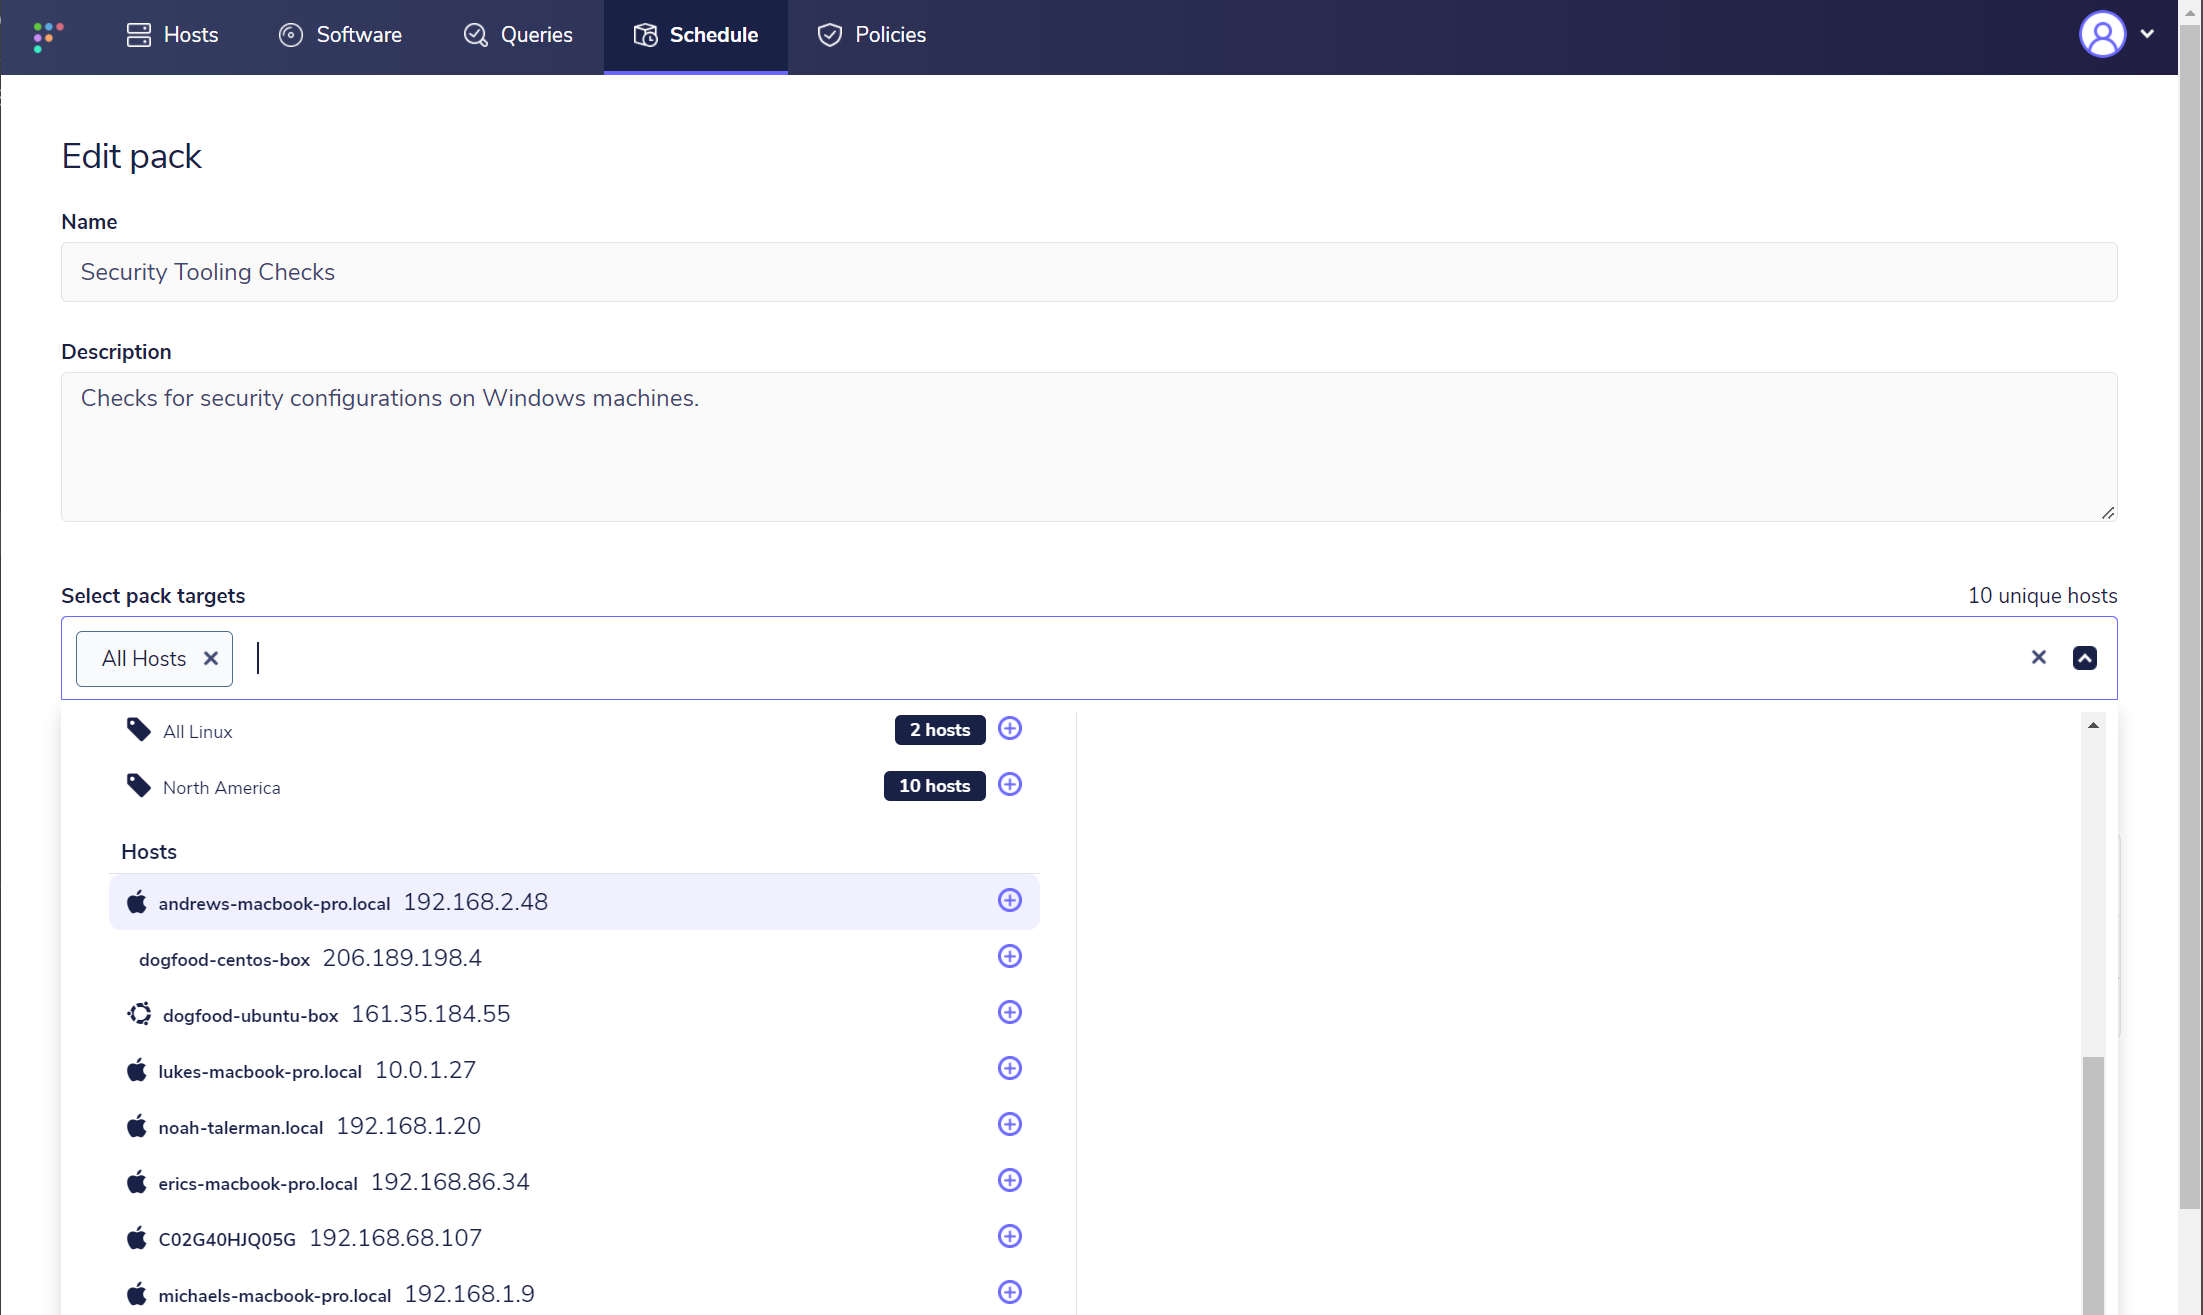 Hosts Software Queries Schedule Policies
Edit pack
Name
Security Tooling Checks
Description
Checks for security configurations on Windows machines.
Select pack targets 10 unique hosts
All Hosts
All Linux 2 hosts
North America 10 hosts
Hosts
andrews-macbook-pro.local 192.168.2.48
dogfood-centos-box 206.189.198.4
dogfood-ubuntu-box 161.35.184.55
lukes-macbook-pro.local 10.0.1.27
noah-talerman.local 192.168.1.20
erics-macbook-pro.local 192.168.86.34
C02G40HJQ05G 192.168.68.107
michaels-macbook-pro.local 192.168.1.9